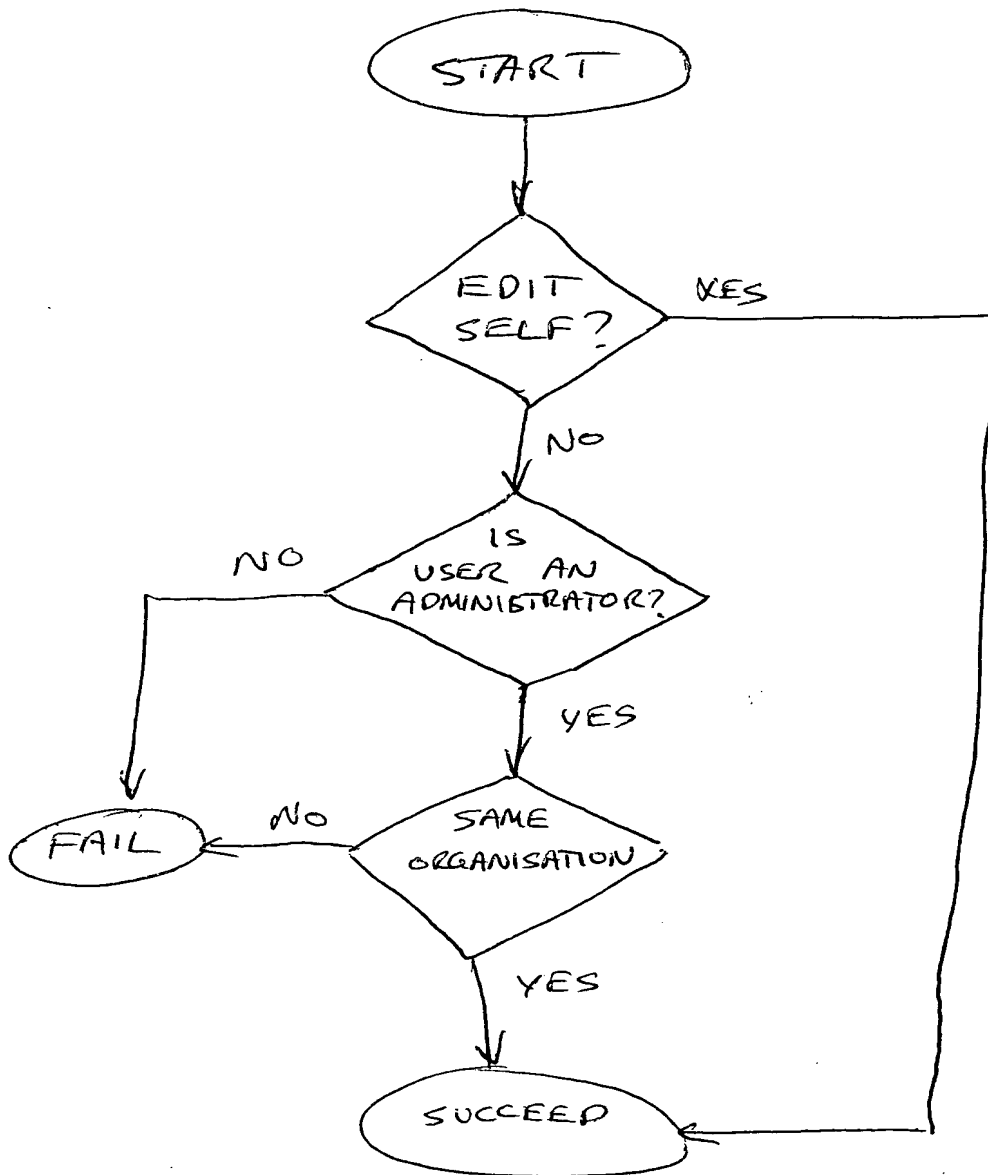 START
EDIT
SELF?
YES
NO
IS
USER AN
ADMINISTRATOR?
NO
YES
SAME
ORGANISATION
NO
FAIL
YES
SUCCEED